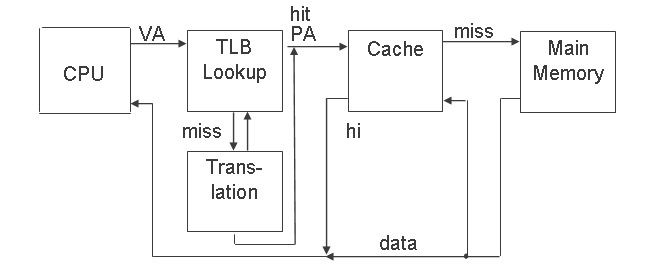 hit
VA
PA
CPU
TLB
Lookup
Cache
miss
Main
Memory
miss
hi
Trans-
lation
data